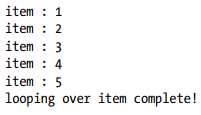 item : 1
item : 2
item : 3
item : 4
item : 5
looping over item complete!